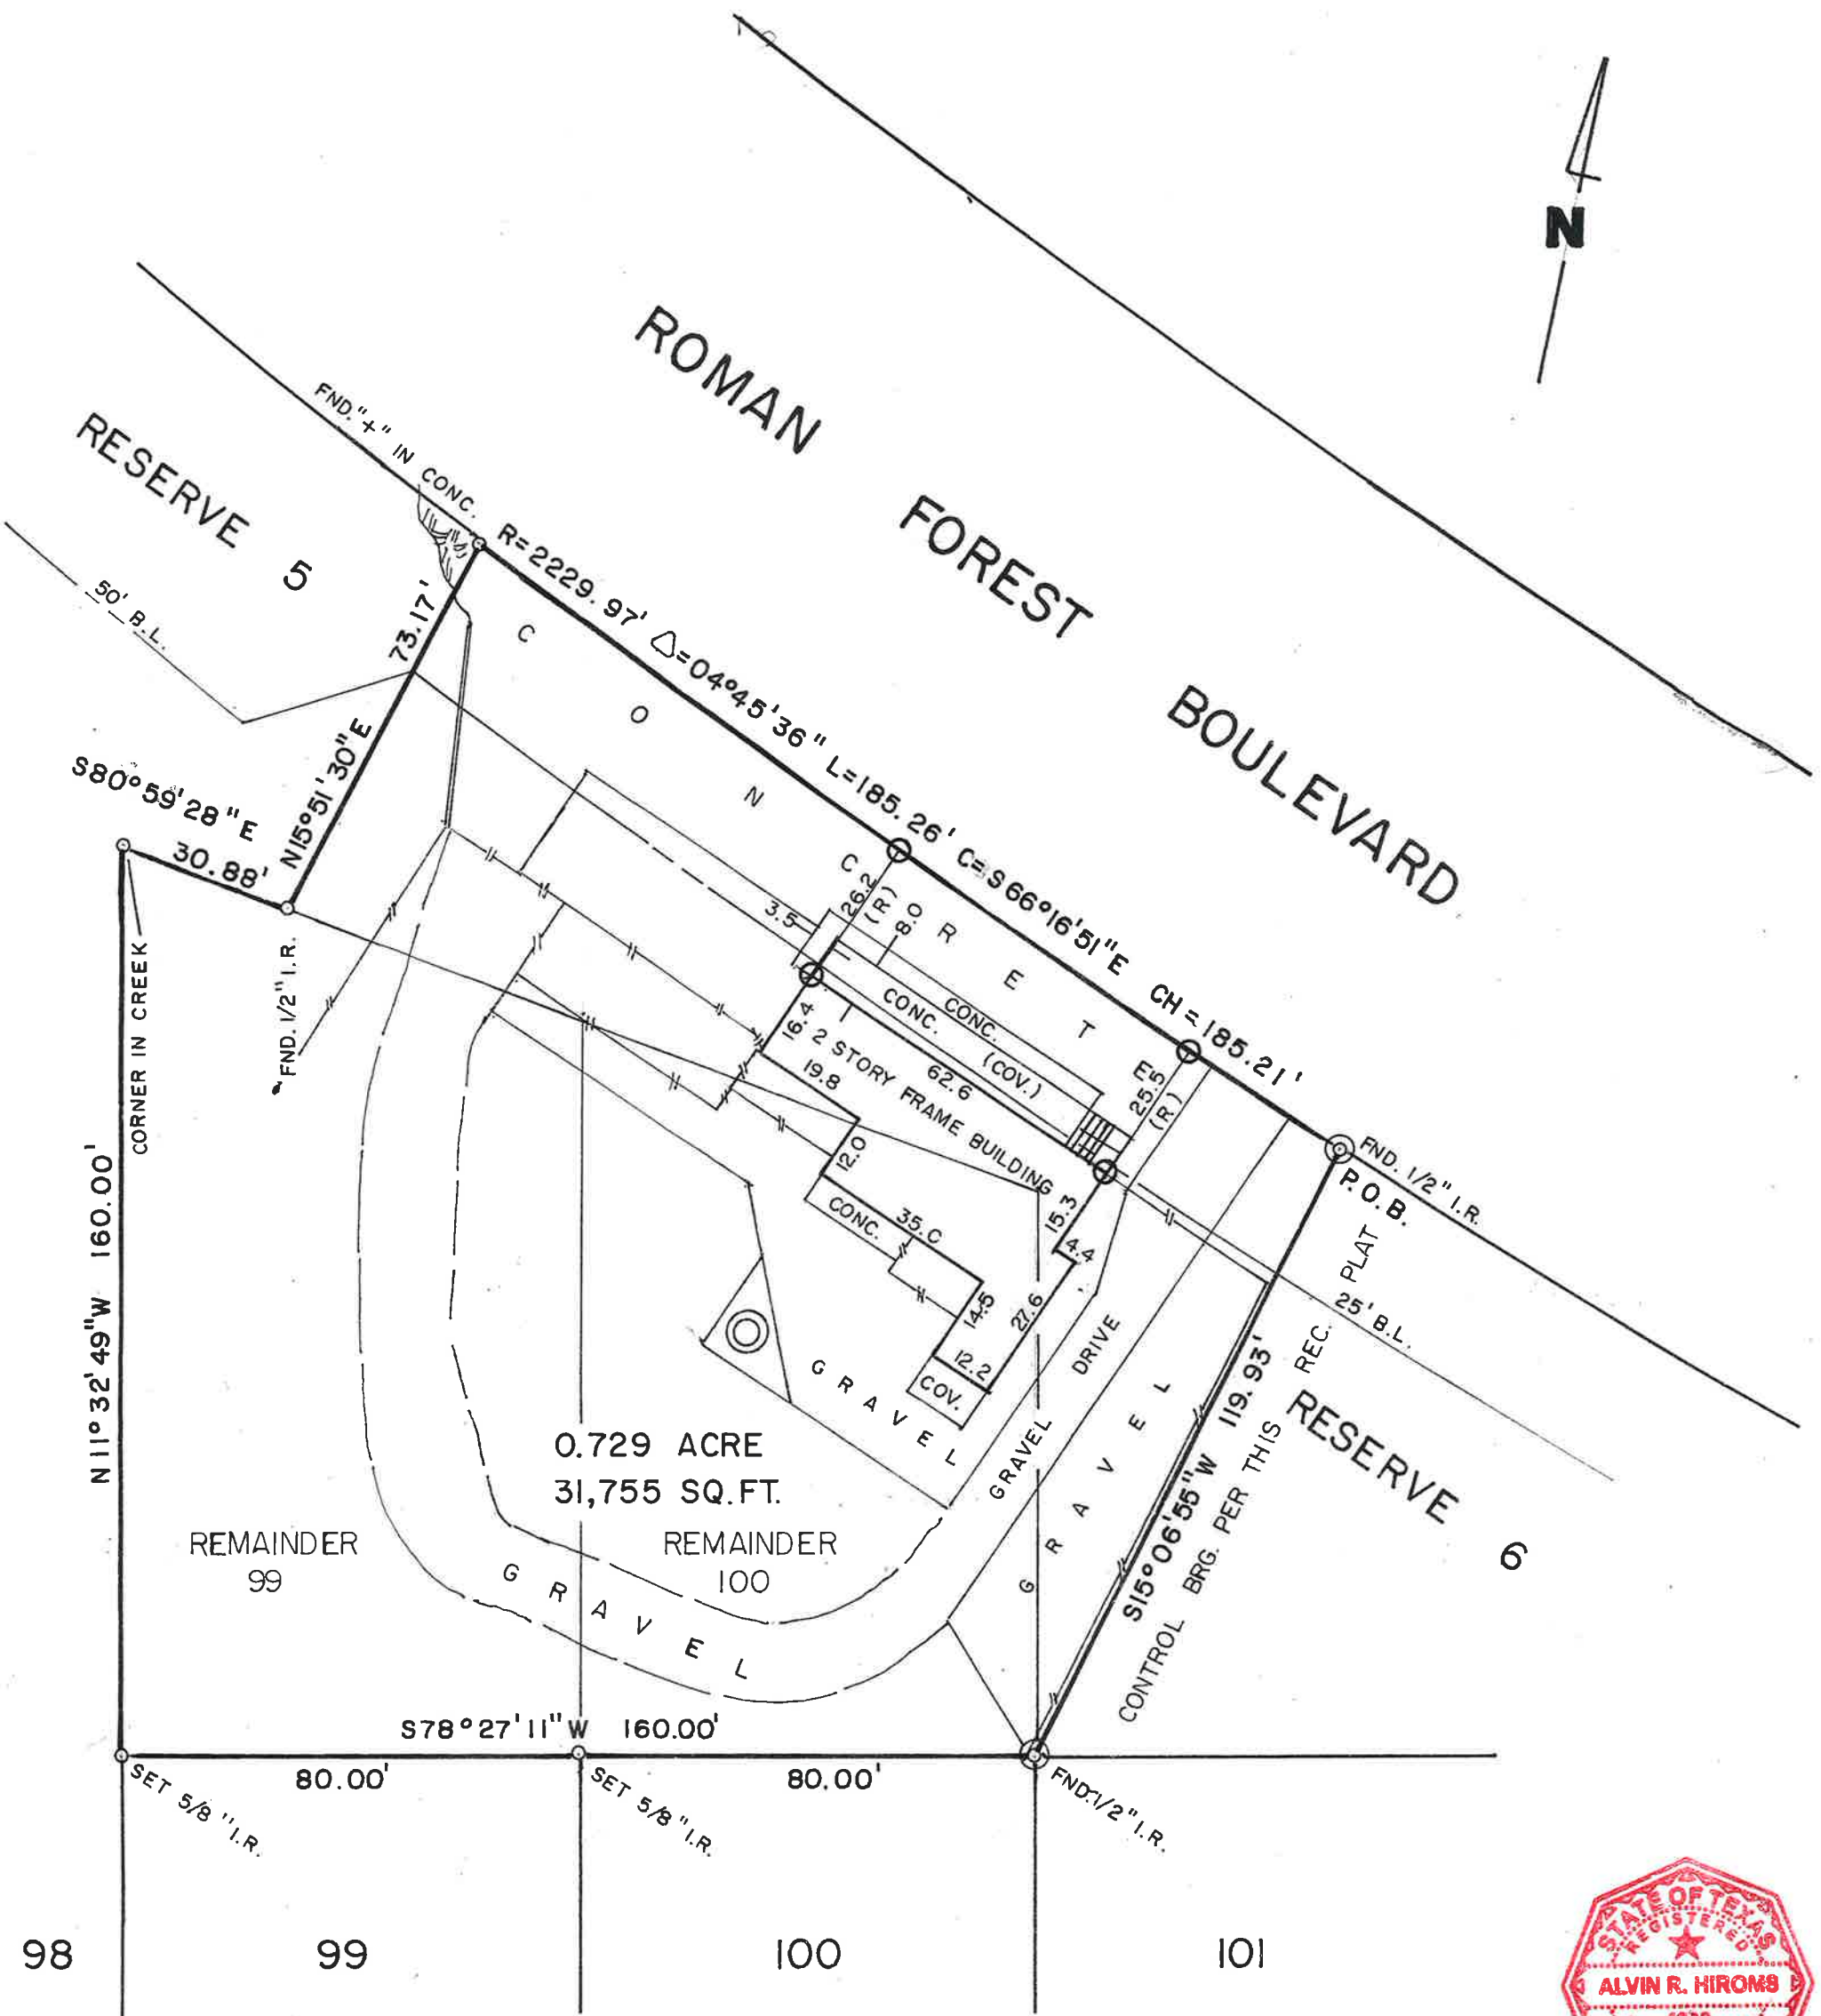 N
ROMAN
FOREST
BOULEVARD
RESERVE 5
50' B.L.
FND. "+" IN CONC.
R=2229.97' △=04°45'36" L=185.26' C=S66°16'51"E CH=185.21'
73.17'
N15°51'30"E
S80°59'28"E
30.88'
CORNER IN CREEK
FND. 1/2" I.R.
CONCRETE
26.2
(R)
8.0
3.5
CONC.
CONC.
(COV.)
16.4
2 STORY FRAME BUILDING
62.6
19.8
12.0
CONC.
35.0
25.5
(R)
15.3
4.4
14.5
27.6
12.2
COV.
FND. 1/2" I.R.
P.O.B.
25' B.L.
GRAVEL
GRAVEL DRIVE
GRAVEL
S15°06'55"W 119.93'
CONTROL BRG. PER THIS REC. PLAT
RESERVE 6
N11°32'49"W 160.00'
0.729 ACRE
31,755 SQ.FT.
REMAINDER
99
REMAINDER
100
GRAVEL
S78°27'11"W 160.00'
80.00'
80.00'
SET 5/8" I.R.
SET 5/8" I.R.
FND. 1/2" I.R.
98
99
100
101
STATE OF TEXAS
REGISTERED
ALVIN R. HIROMS